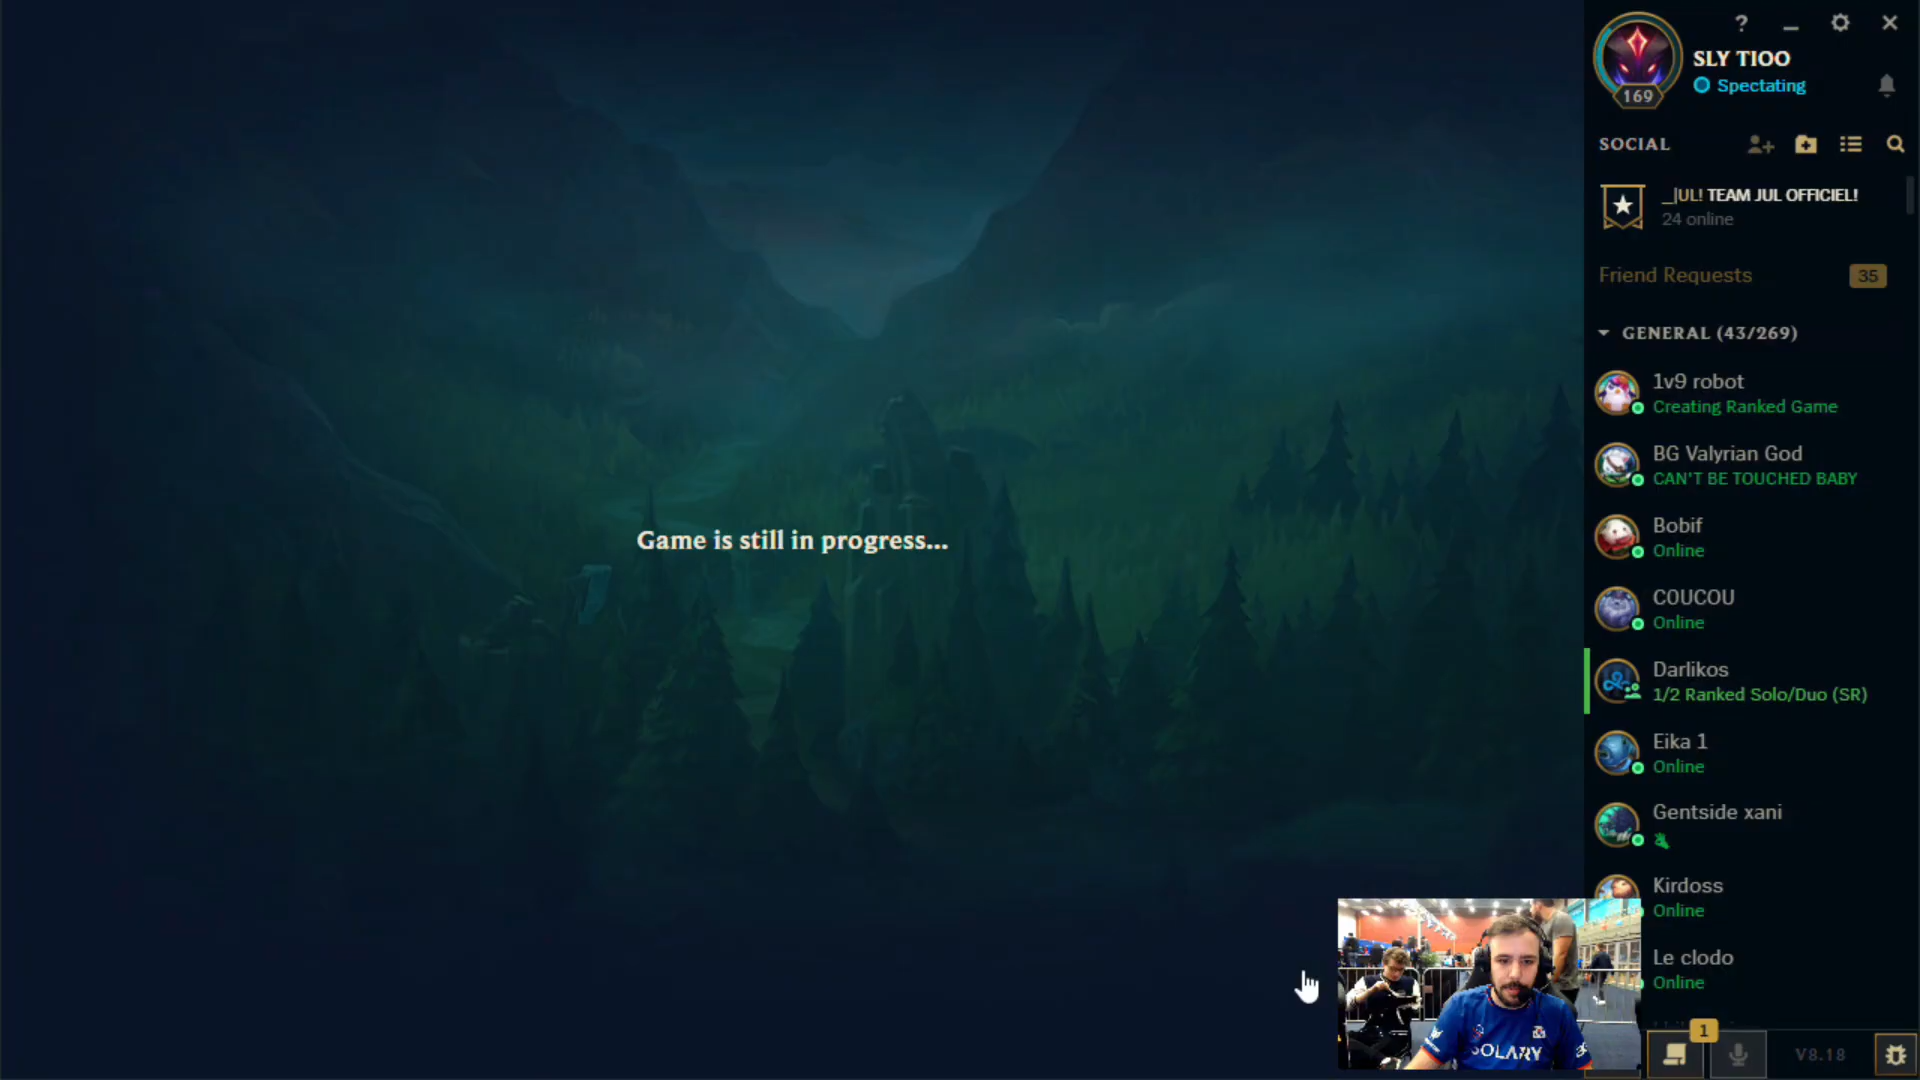 ?
SLY TIOO
Spectating
169
SOCIAL
_|UL! TEAM JUL OFFICIEL!
24 online
Friend Requests
35
GENERAL (43/269)
1v9 robot
Creating Ranked Game
BG Valyrian God
CAN'T BE TOUCHED BABY
Bobif
Online
Game is still in progress...
C0UCOU
Online
Darlikos
1/2 Ranked Solo/Duo (SR)
Eika 1
Online
Gentside xani
Kirdoss
Online
Le clodo
Online
SOLARY
1
V8.18